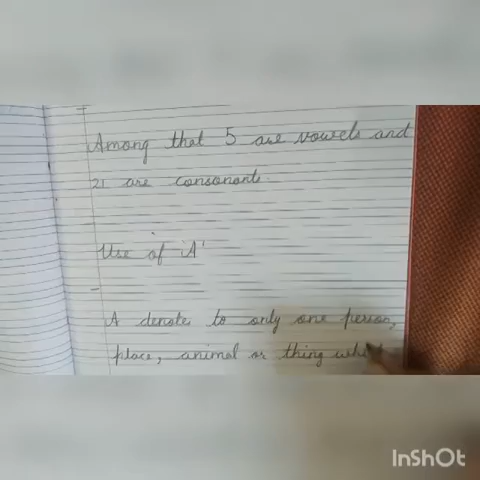 Among that 5 are vowels and
21 are consonants.
Use of 'A'
A denote to only one person,
place, animal or thing
InShOt